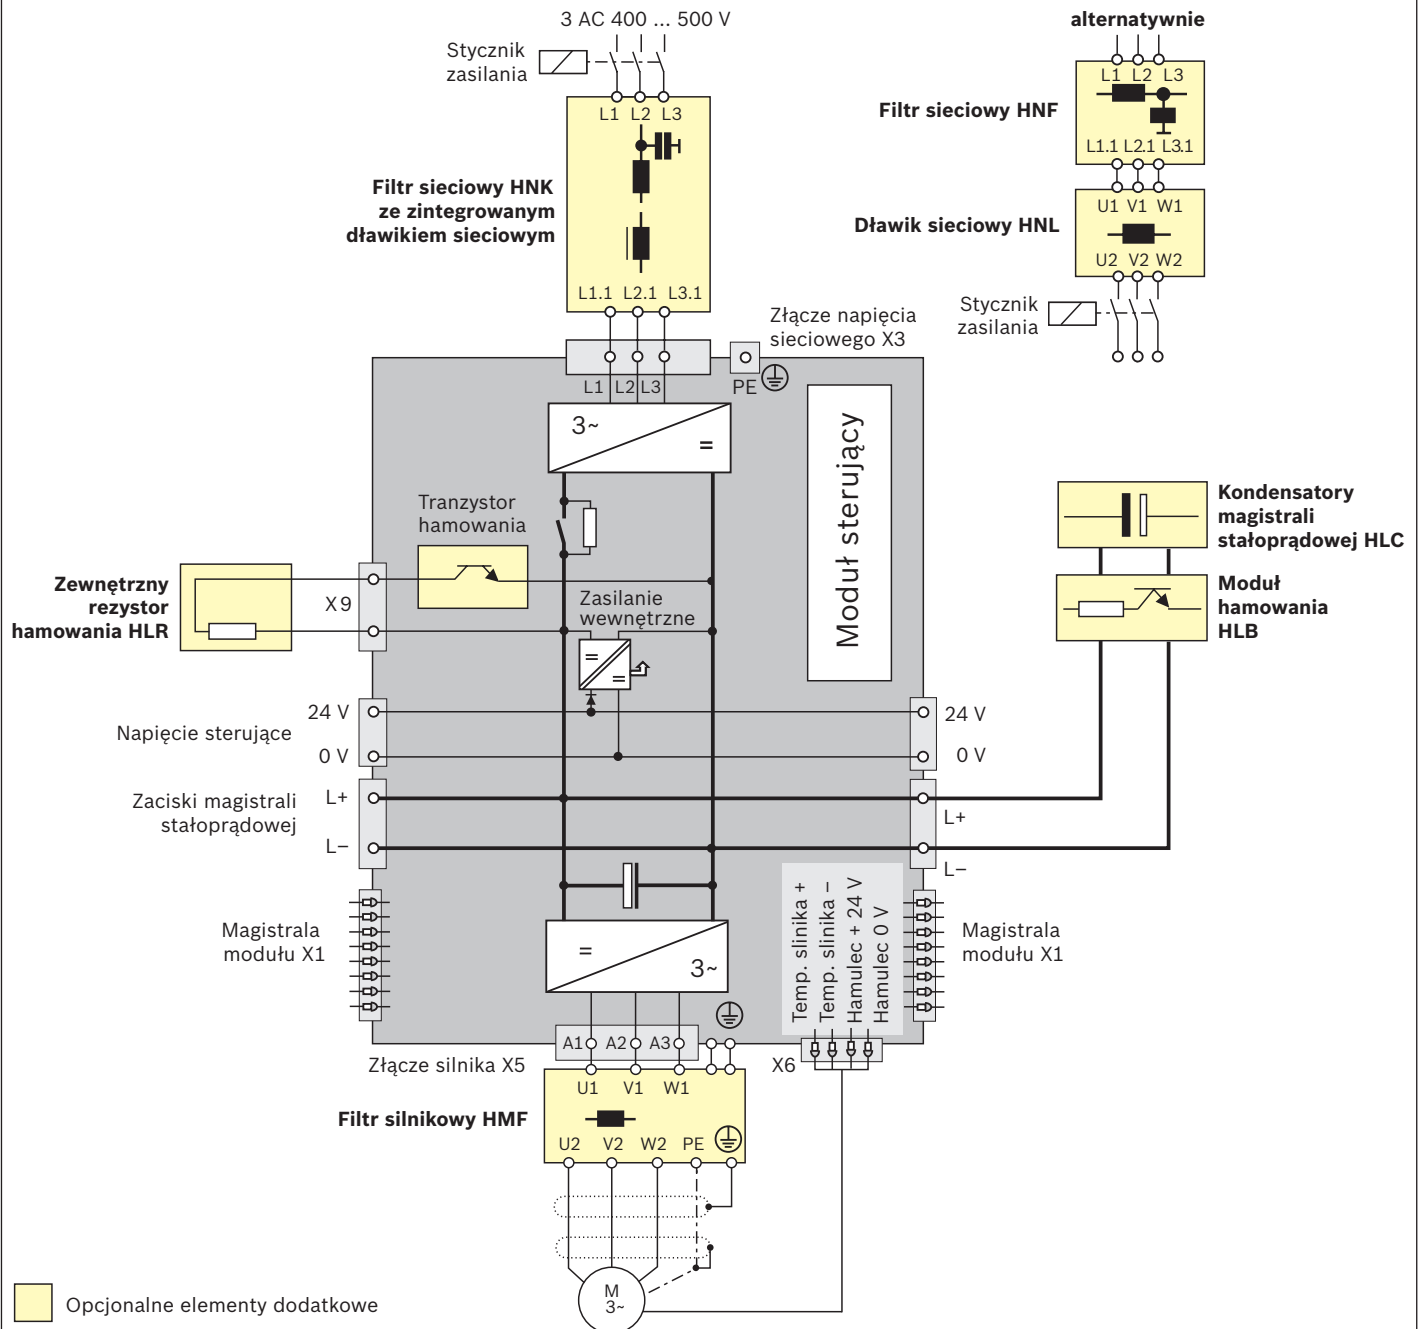 3 AC 400 ... 500 V
alternatywnie
Stycznik
zasilania
L1 L2 L3
Filtr sieciowy HNK
ze zintegrowanym
dławikiem sieciowym
L1.1 L2.1 L3.1
L1 L2 L3
Filtr sieciowy HNF
L1.1 L2.1 L3.1
U1 V1 W1
Dławik sieciowy HNL
U2 V2 W2
Stycznik
zasilania
Złącze napięcia
sieciowego X3
L1 L2 L3
PE
3~
=
Moduł sterujący
Tranzystor
hamowania
Zewnętrzny
rezystor
hamowania HLR
X9
Zasilanie
wewnętrzne
=
=
Kondensatory
magistrali
stałoprądowej HLC
Moduł
hamowania
HLB
Napięcie sterujące
24 V
0 V
24 V
0 V
Zaciski magistrali
stałoprądowej
L+
L–
L+
L–
Magistrala
modułu X1
=
3~
Temp. slinika +
Temp. slinika –
Hamulec + 24 V
Hamulec 0 V
Magistrala
modułu X1
Złącze silnika X5
A1 A2 A3
X6
Filtr silnikowy HMF
U1 V1 W1
U2 V2 W2 PE
M
3~
Opcjonalne elementy dodatkowe